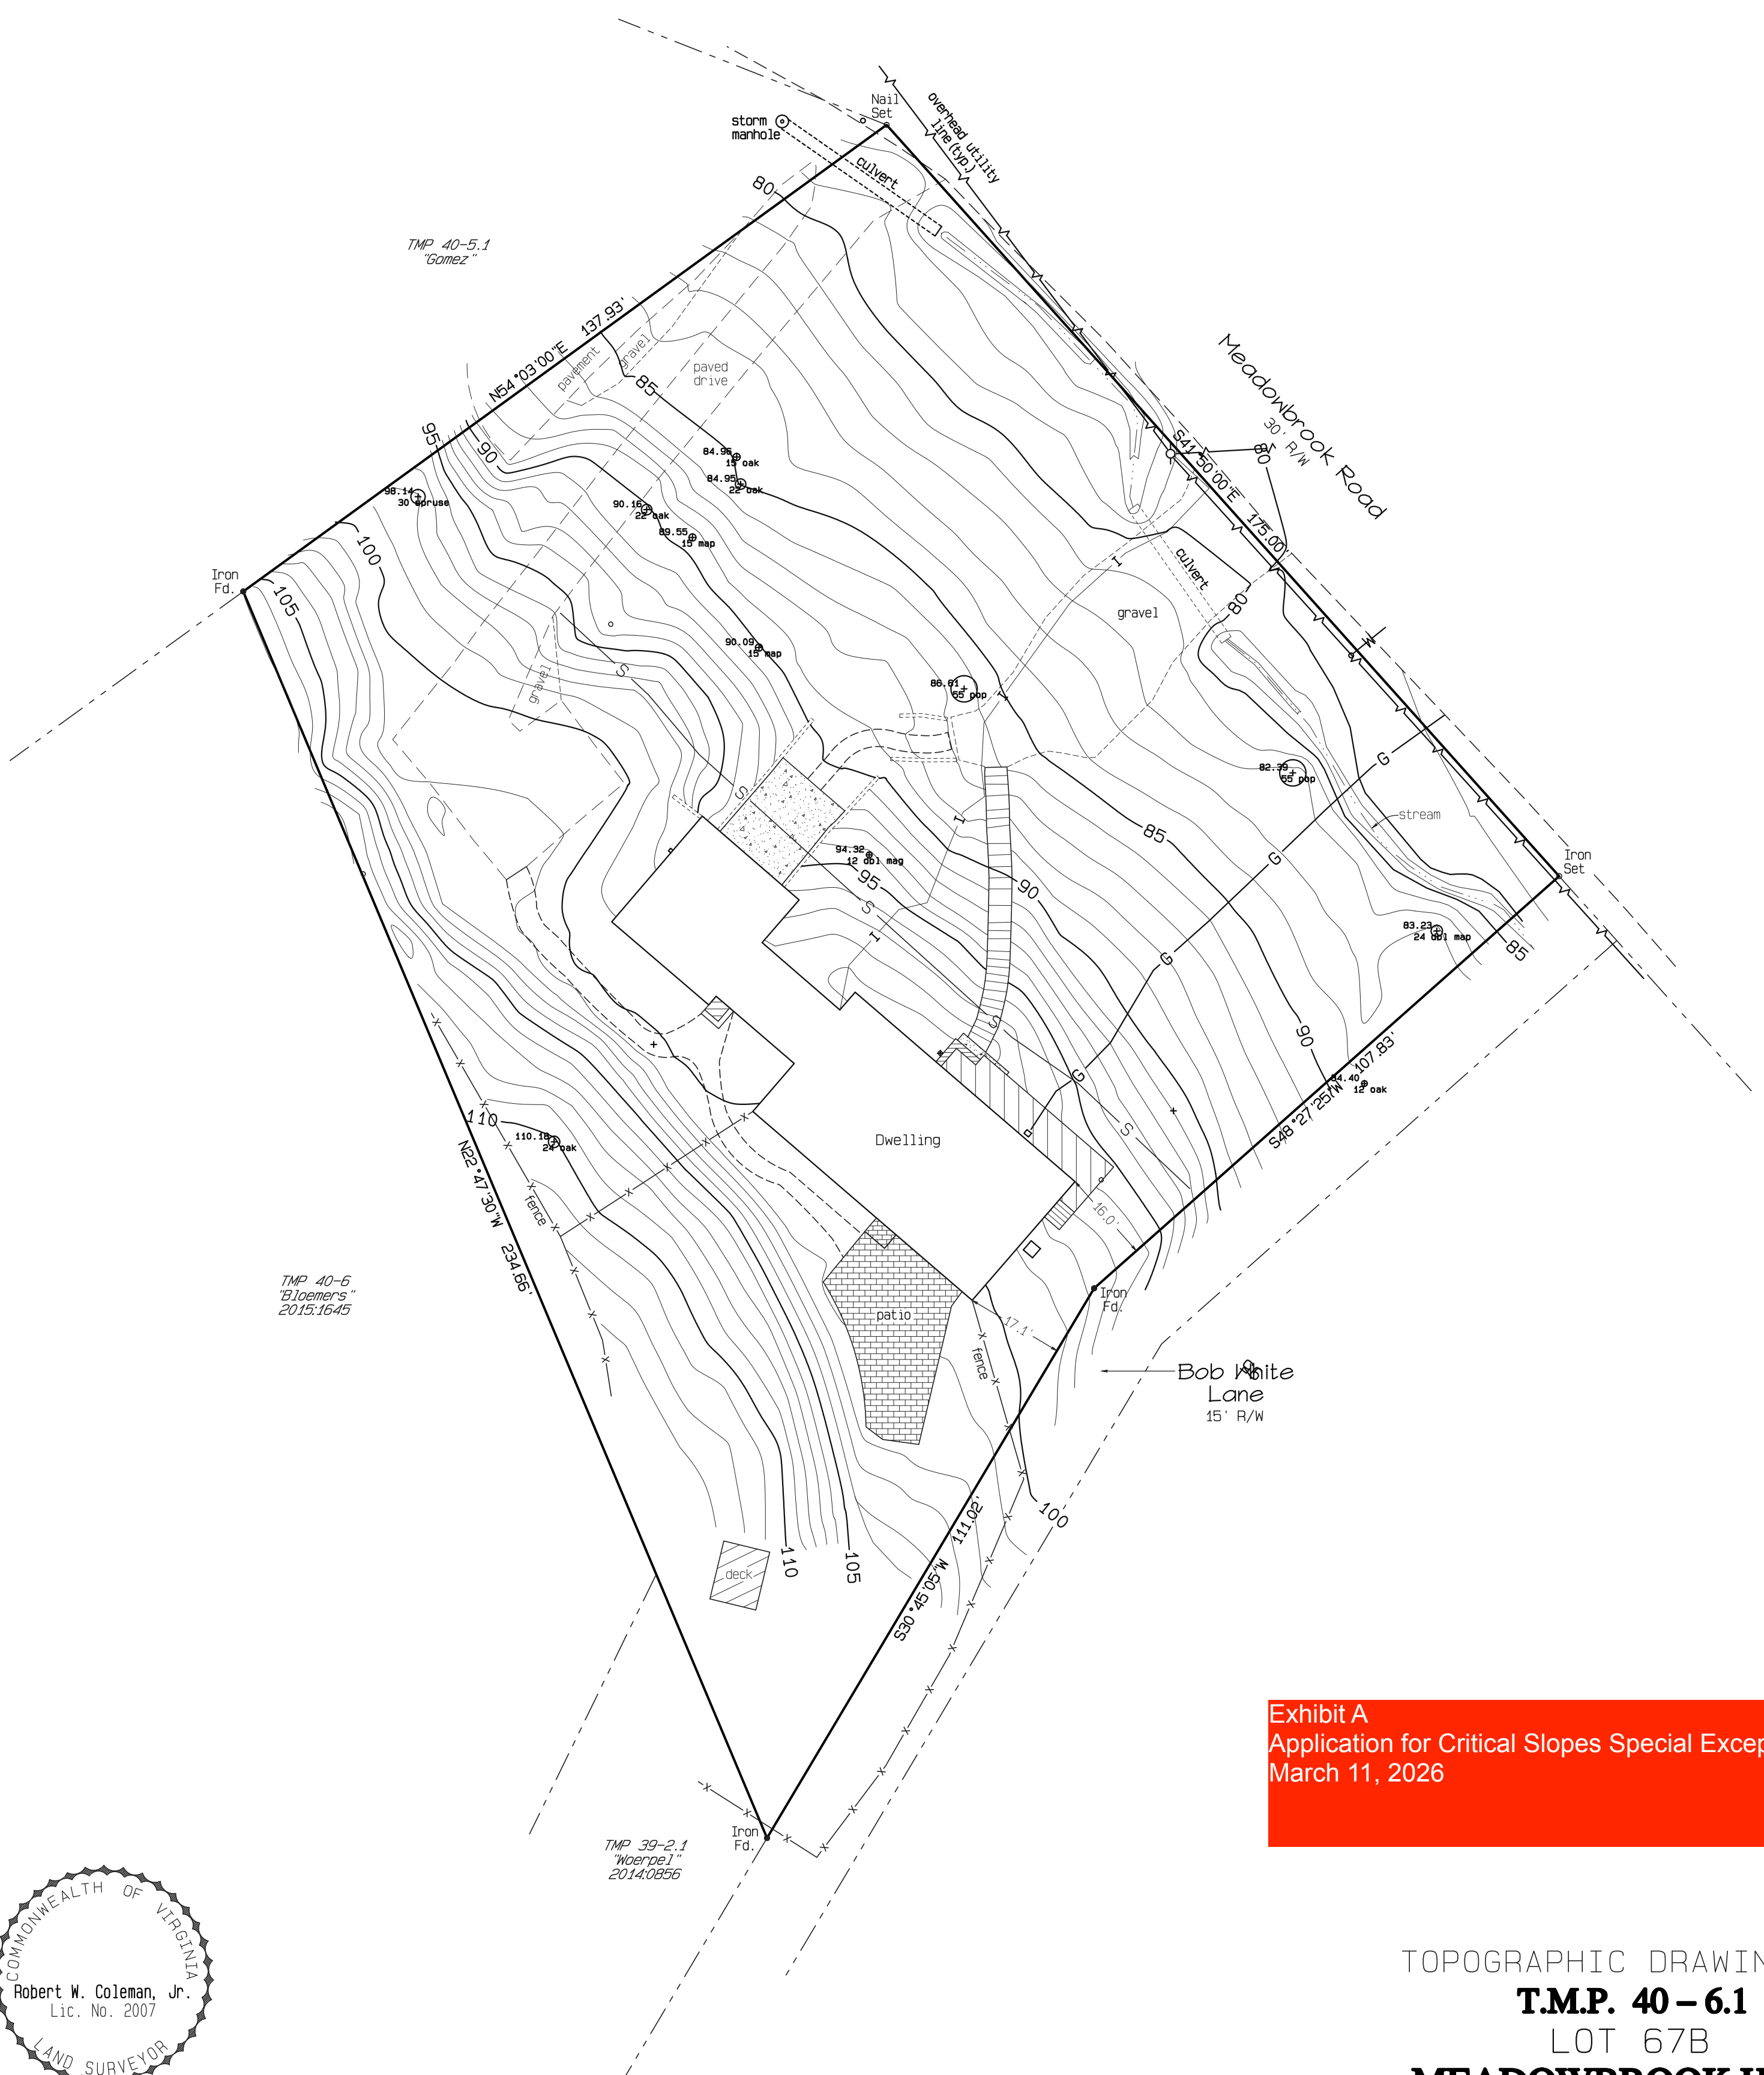 Nail
Set
storm
manhole
culvert
overhead utility
line (typ.)
80
TMP 40-5.1
"Gomez"
N54°03'00"E 137.93'
pavement
gravel
paved
drive
85
Meadowbrook Road
30' R/W
80
S41°50'00"E 175.00'
95
90
84.96
15 oak
84.95
22 oak
98.14
30 spruse
90.16
22 oak
89.55
15 map
100
Iron
Fd.
105
culvert
80
gravel
I
W
90.09
15 map
S
gravel
86.61
55 pop
I
82.39
55 pop
G
stream
S
85
94.32
12 dbl mag
I
95
90
G
Iron
Set
S
I
83.23
24 dbl map
85
G
S
90
G
S48°27'25"W 107.83'
12 oak
S
110
110.18
24 oak
Dwelling
N22°47'30"W 234.66'
fence
16.0'
TMP 40-6
"Bloemers"
2015:1645
Iron
Fd.
patio
17.1'
fence
Bob White
Lane
15' R/W
100
S30°45'05"W 111.02'
110
105
deck
Exhibit A
Application for Critical Slopes Special Excep
March 11, 2026
Iron
Fd.
TMP 39-2.1
"Woerpel"
2014:0856
COMMONWEALTH OF VIRGINIA
Robert W. Coleman, Jr.
Lic. No. 2007
LAND SURVEYOR
TOPOGRAPHIC DRAWIN
T.M.P. 40 – 6.1
LOT 67B